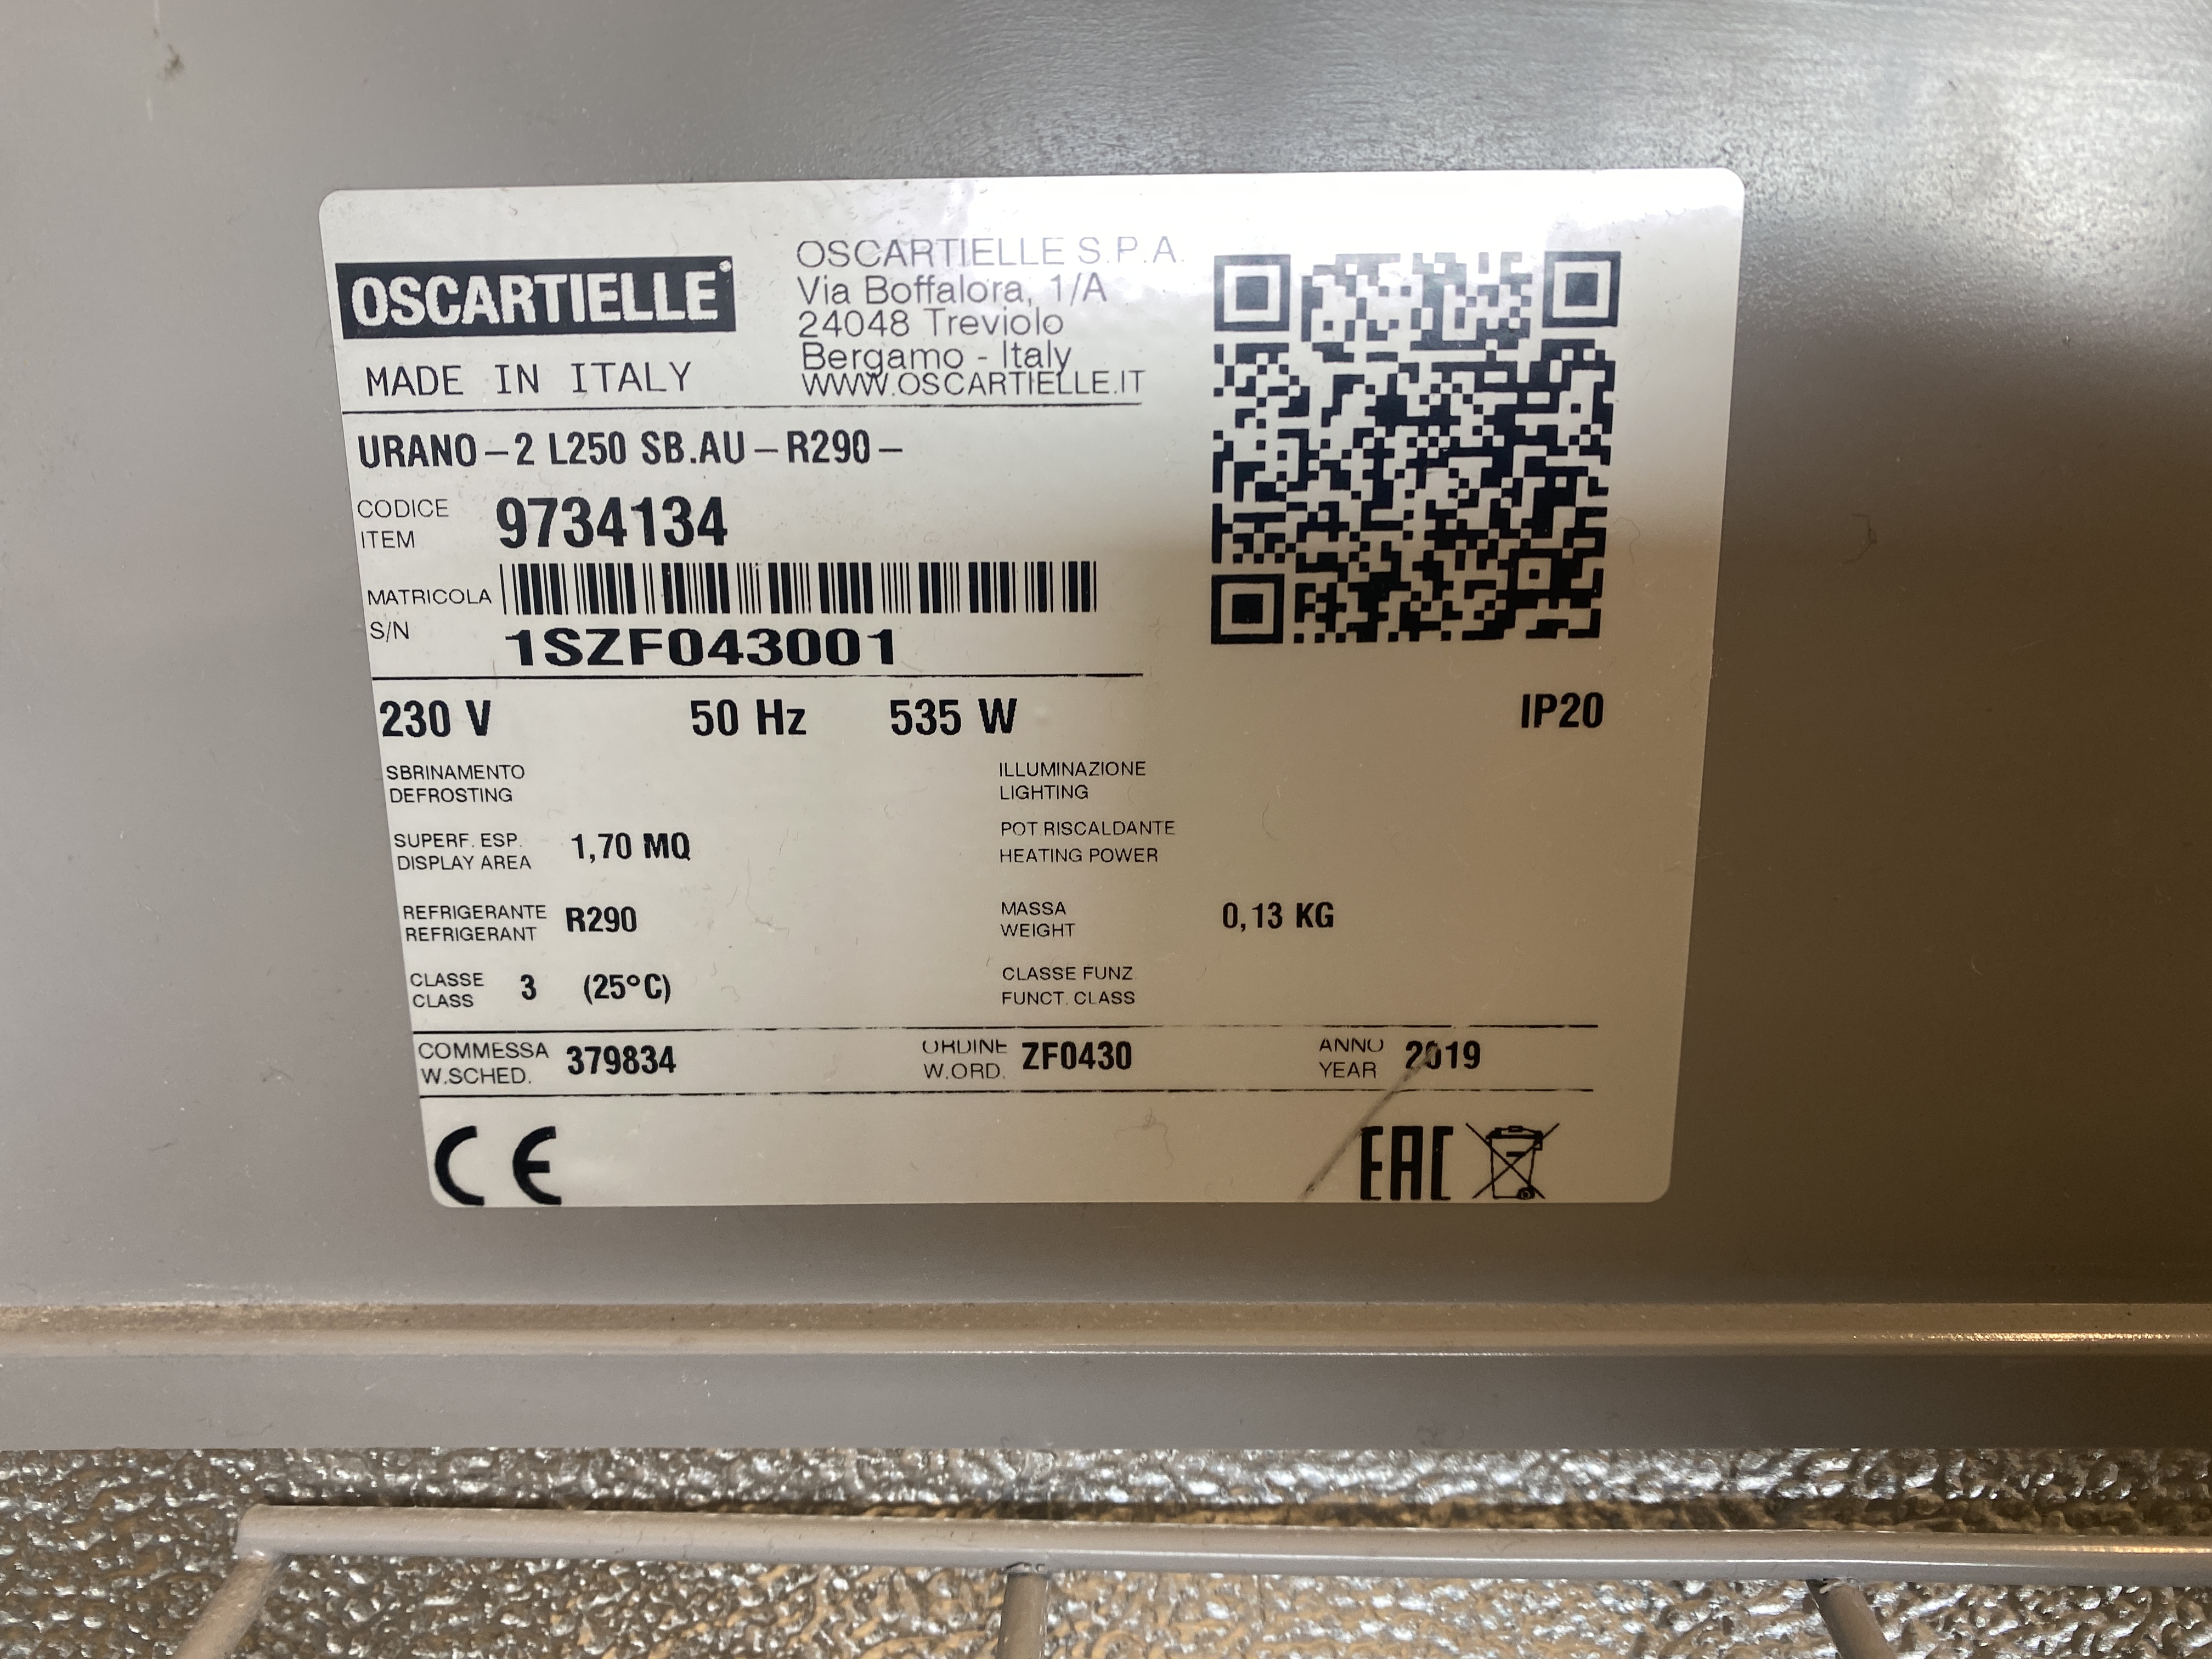 OSCARTIELLE
MADE IN ITALY
OSCARTIELLE S.P.A.
Via Boffalora, 1/A
24048 Treviolo
Bergamo - Italy
WWW.OSCARTIELLE.IT
URANO-2 L250 SB.AU-R290-
CODICE
ITEM
9734134
MATRICOLA
S/N
1SZF043001
230 V 50 Hz 535 W IP20
SBRINAMENTO
DEFROSTING
ILLUMINAZIONE
LIGHTING
SUPERF. ESP.
DISPLAY AREA
1,70 MQ
POT RISCALDANTE
HEATING POWER
REFRIGERANTE
REFRIGERANT
R290
MASSA
WEIGHT
0,13 KG
CLASSE
CLASS
3 (25°C)
CLASSE FUNZ
FUNCT. CLASS
COMMESSA
W.SCHED.
379834
ORDINE
W.ORD.
ZF0430
ANNO
YEAR
2019
CE
EAC